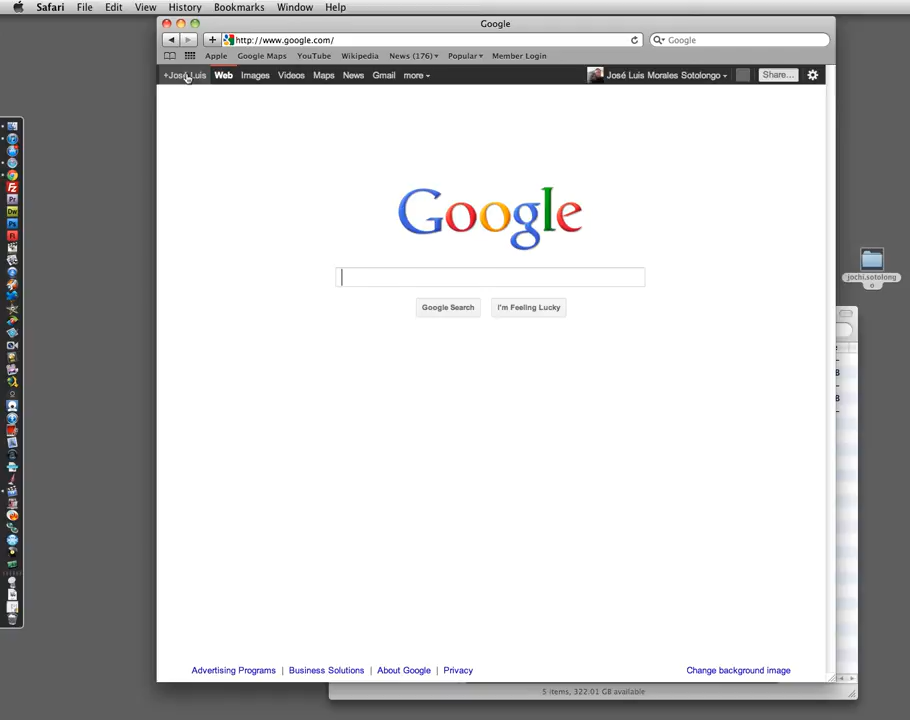 Safari File Edit View History Bookmarks Window Help
Google
http://www.google.com/ Google
Apple Google Maps YouTube Wikipedia News (176) Popular Member Login
+José Luis Web Images Videos Maps News Gmail more José Luis Morales Sotolongo Share...
Google
jochi.sotolong
o
Google Search I'm Feeling Lucky
B
B
Advertising Programs | Business Solutions | About Google | Privacy Change background image
5 items, 322.01 GB available